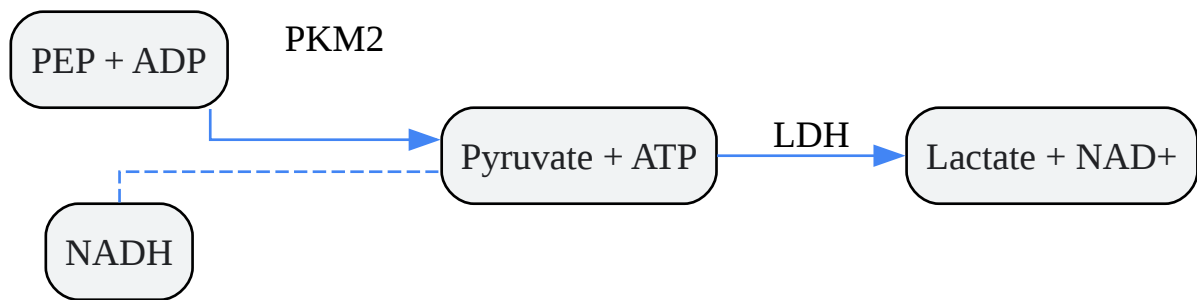 PEP + ADP
PKM2
Pyruvate + ATP
LDH
Lactate + NAD+
NADH